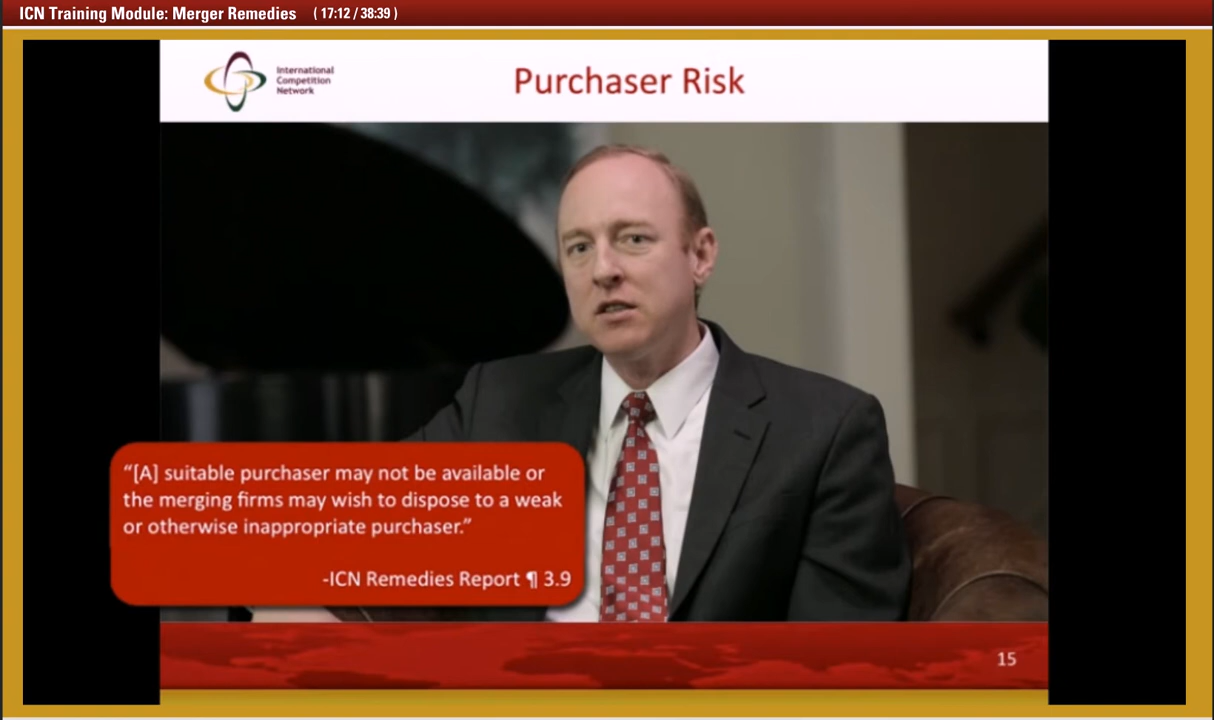 ICN Training Module: Merger Remedies (17:12 / 38:39)
International
Competition
Network
Purchaser Risk
“[A] suitable purchaser may not be available or
the merging firms may wish to dispose to a weak
or otherwise inappropriate purchaser.”
-ICN Remedies Report ¶ 3.9
15